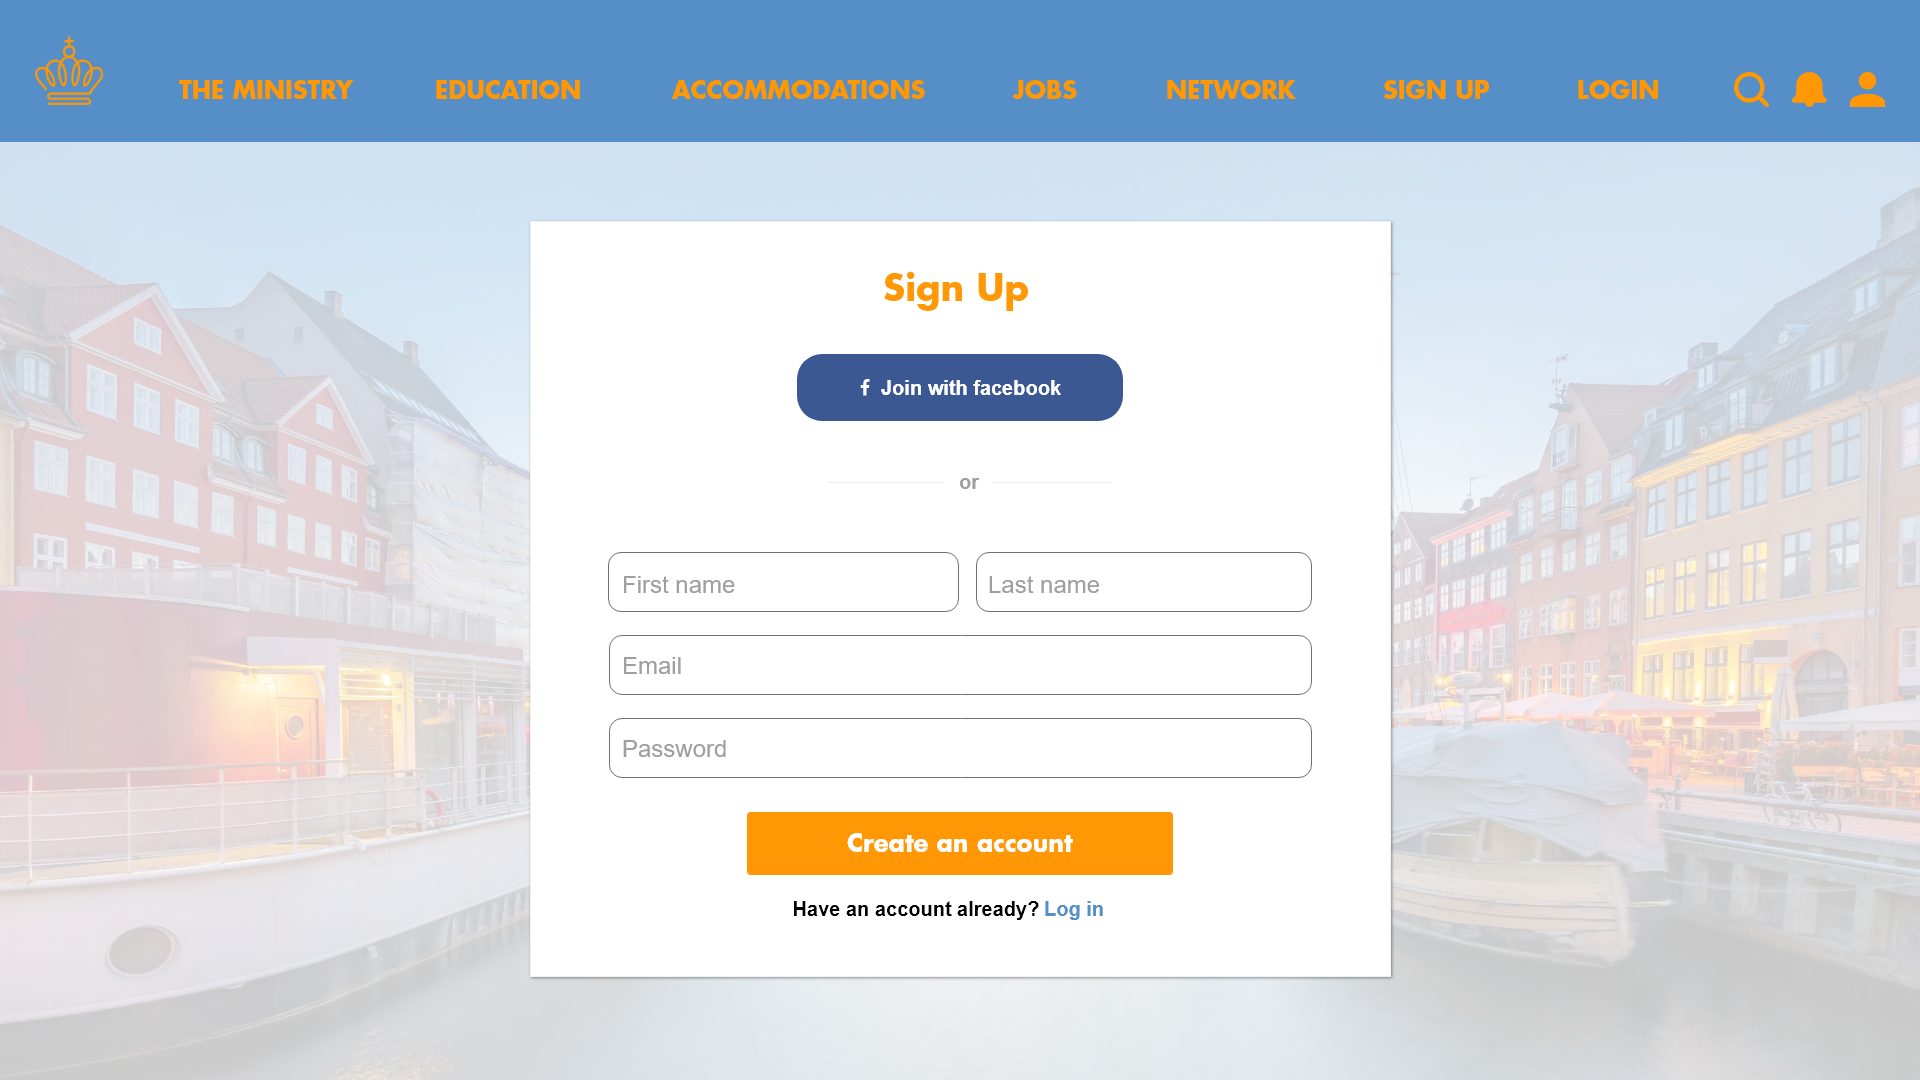 THE MINISTRY EDUCATION ACCOMMODATIONS JOBS NETWORK SIGN UP LOGIN
Sign Up
f Join with facebook
or
First name Last name
Email
Password
Create an account
Have an account already? Log in